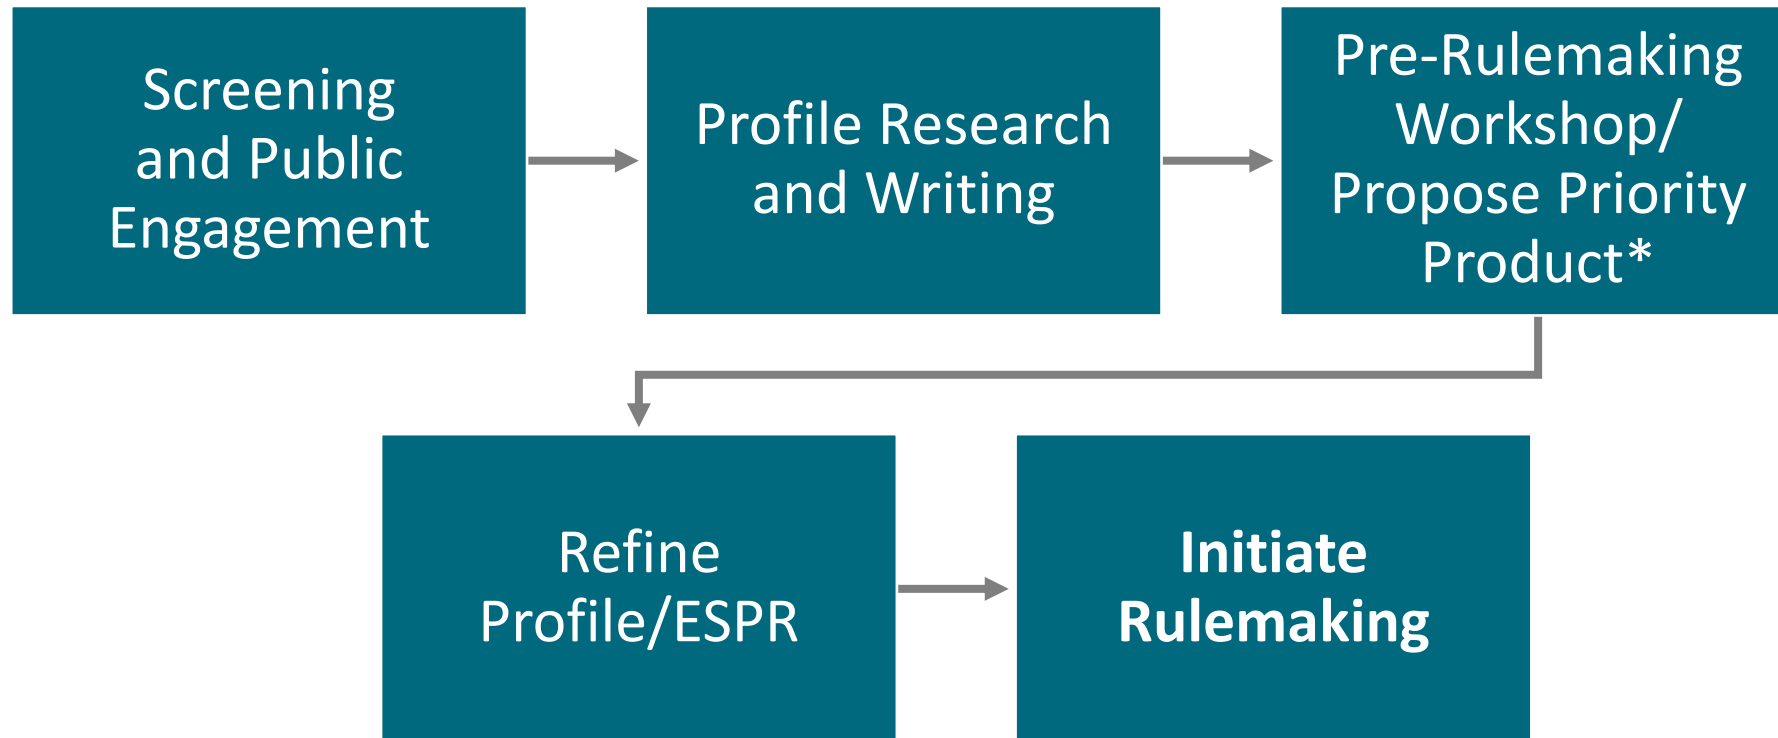 Screening
and Public
Engagement
Profile Research
and Writing
Pre-Rulemaking
Workshop/
Propose Priority
Product*
Refine
Profile/ESPR
Initiate
Rulemaking